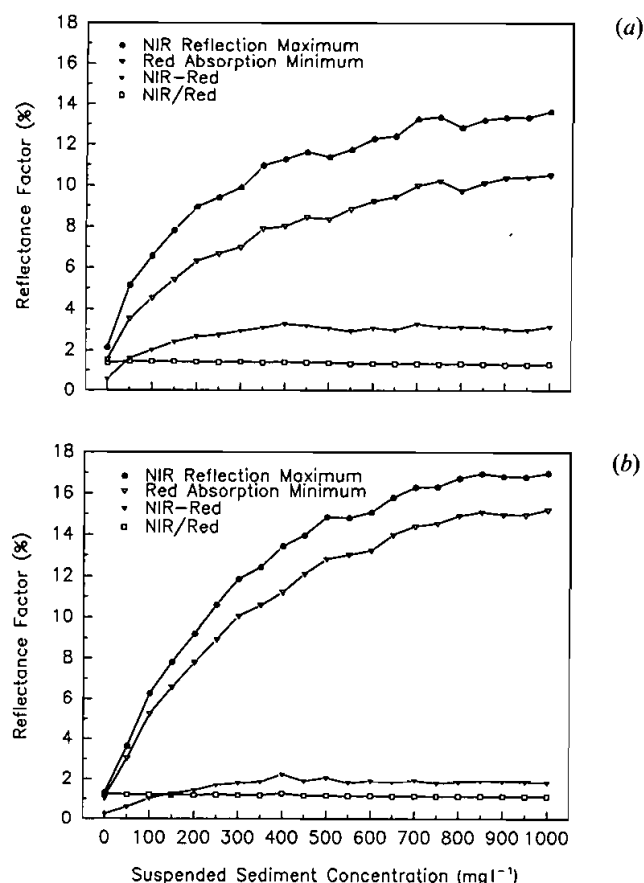 (a)
18
16
14
12
10
8
6
4
2
0
Reflectance Factor (%)
NIR Reflection Maximum
Red Absorption Minimum
NIR-Red
NIR/Red
(b)
18
16
14
12
10
8
6
4
2
0
Reflectance Factor (%)
NIR Reflection Maximum
Red Absorption Minimum
NIR-Red
NIR/Red
0 100 200 300 400 500 600 700 800 900 1000
Suspended Sediment Concentration (mgl⁻¹)